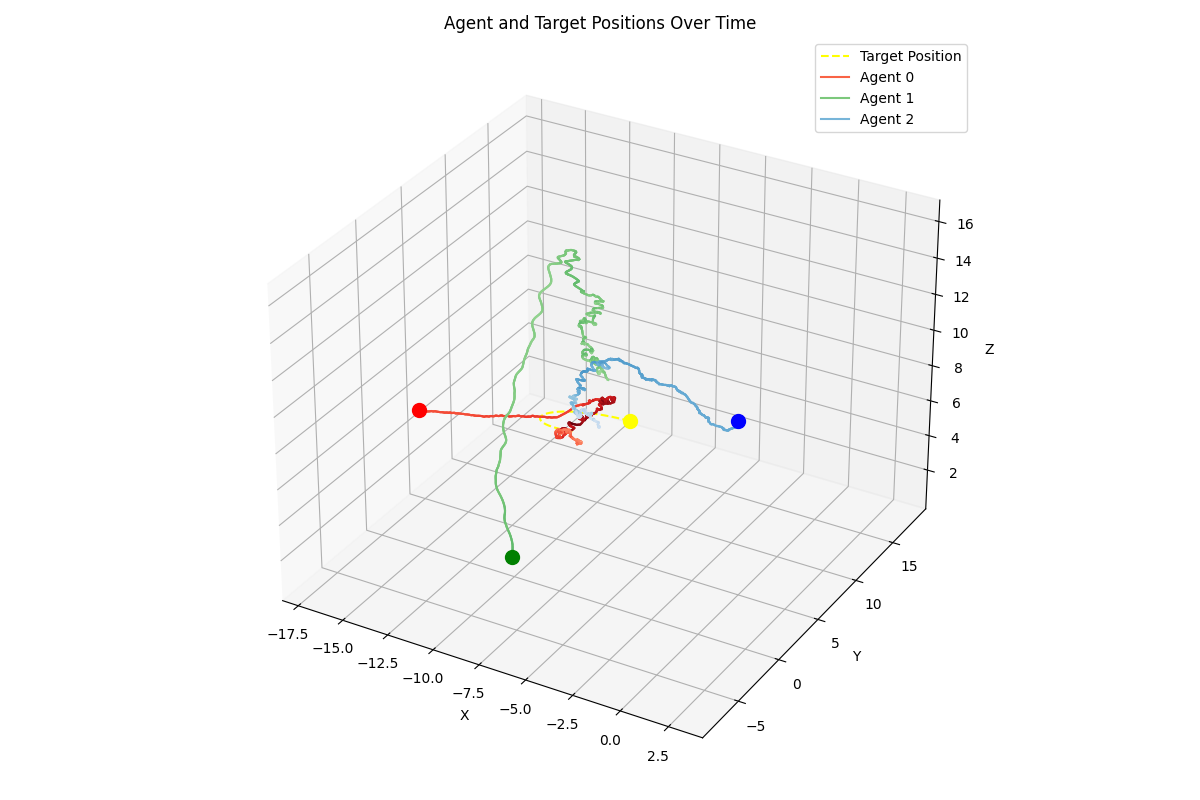 Agent and Target Positions Over Time
Target Position
Agent 0
Agent 1
Agent 2
16
14
12
10
8
6
4
2
Z
15
10
5
0
−5
Y
−17.5
−15.0
−12.5
−10.0
−7.5
−5.0
−2.5
0.0
2.5
X